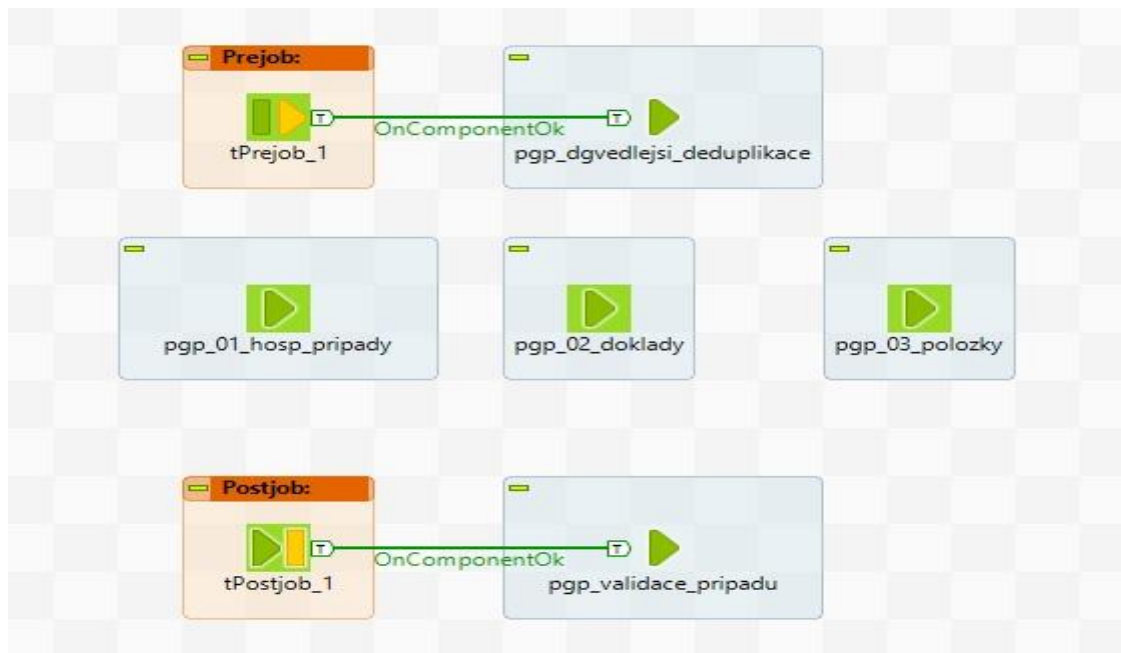 Prejob:
T
OnComponentOk
T
tPrejob_1
pgp_dgvedlejsi_deduplikace
pgp_01_hosp_pripady
pgp_02_doklady
pgp_03_polozky
Postjob:
T
OnComponentOk
T
tPostjob_1
pgp_validace_pripadu